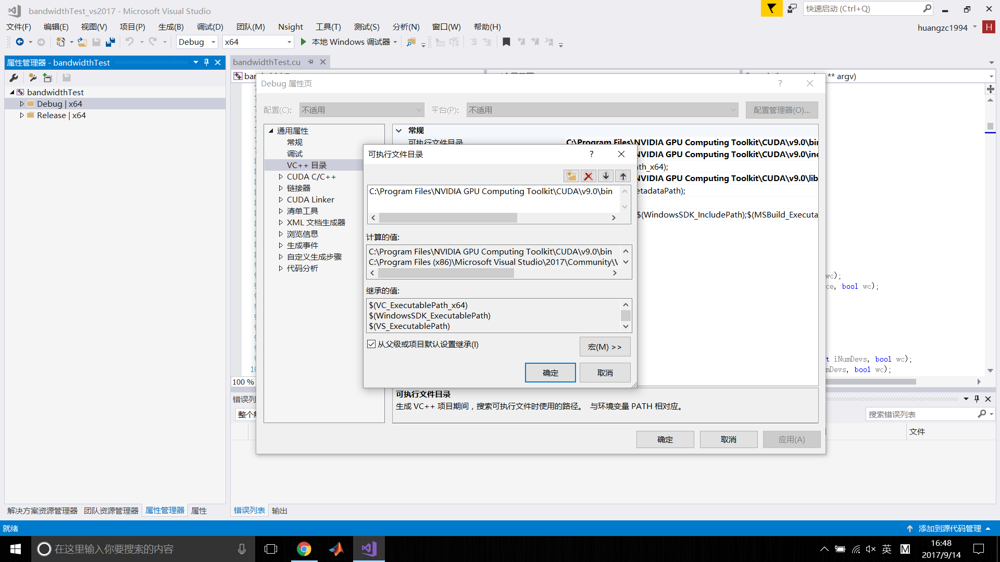 bandwidthTest_vs2017 - Microsoft Visual Studio
快速启动 (Ctrl+Q)
文件(F) 编辑(E) 视图(V) 项目(P) 生成(B) 调试(D) 团队(M) Nsight 工具(T) 测试(S) 分析(N) 窗口(W) 帮助(H)
huangzc1994 H
Debug x64 本地 Windows 调试器
属性管理器 - bandwidthTest
bandwidthTest.cu
** argv)
bandwidthTest
Debug | x64
Release | x64
Debug 属性页
配置(C): 不适用 平台(P): 不适用 配置管理器(O)...
通用属性
常规
调试
VC++ 目录
CUDA C/C++
链接器
CUDA Linker
清单工具
XML 文档生成器
浏览信息
生成事件
自定义生成步骤
代码分析
常规
可执行文件目录 C:\Program Files\NVIDIA GPU Computing Toolkit\CUDA\v9.0\bin
VIDIA GPU Computing Toolkit\CUDA\v9.0\inc
th_x64);
VIDIA GPU Computing Toolkit\CUDA\v9.0\lib
etadataPath);
$(WindowsSDK_IncludePath);$(MSBuild_Executa
可执行文件目录
C:\Program Files\NVIDIA GPU Computing Toolkit\CUDA\v9.0\bin
计算的值:
C:\Program Files\NVIDIA GPU Computing Toolkit\CUDA\v9.0\bin
C:\Program Files (x86)\Microsoft Visual Studio\2017\Community\V
继承的值:
$(VC_ExecutablePath_x64)
$(WindowsSDK_ExecutablePath)
$(VS_ExecutablePath)
从父级或项目默认设置继承(I)
宏(M) >>
确定 取消
可执行文件目录
生成 VC++ 项目期间，搜索可执行文件时使用的路径。 与环境变量 PATH 相对应。
确定 取消 应用(A)
wc);
ce, bool wc);
t iNumDevs, bool wc);
mDevs, bool wc);
100 %
错误列
整个
搜索错误列表
文件
解决方案资源管理器 团队资源管理器 属性管理器 属性
错误列表 输出
就绪
添加到源代码管理
在这里输入你要搜索的内容
英 M
16:48
2017/9/14